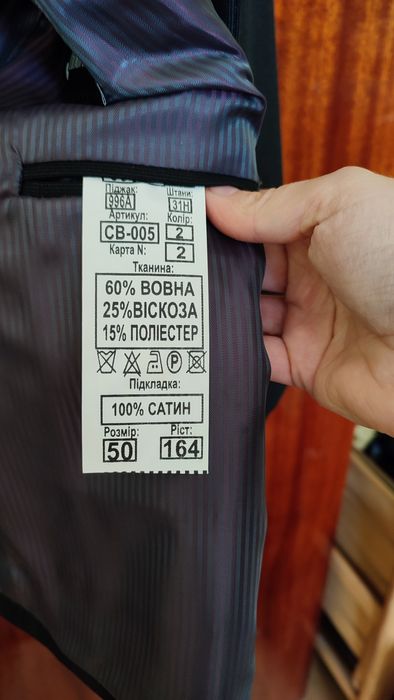 Піджак: Штани:
996А 31Н
Артикул: Колір:
СВ-005 2
Карта N: 2
Тканина:
60% ВОВНА
25%ВІСКОЗА
15% ПОЛІЕСТЕР
Підкладка:
100% САТИН
Розмір: Ріст:
50 164